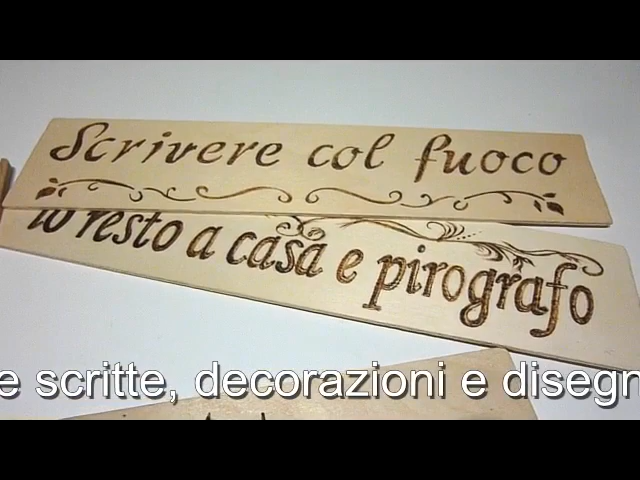 Scrivere col fuoco
io resto a casa e pirografo
e scritte, decorazioni e disegn